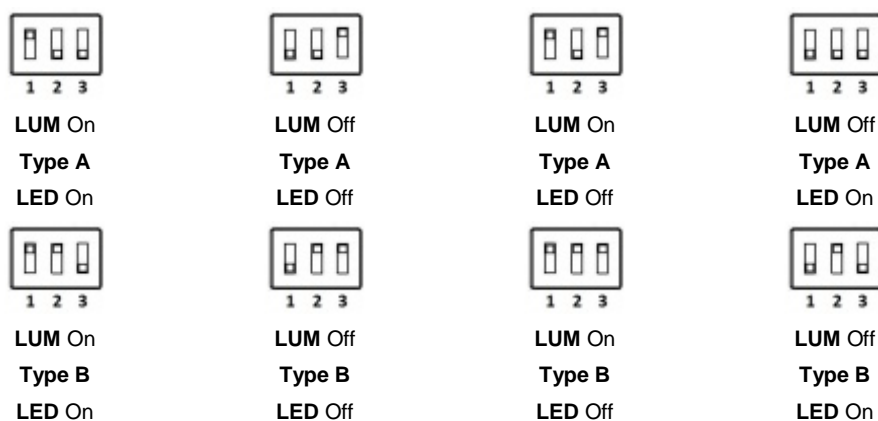 1 2 3 1 2 3 1 2 3 1 2 3
LUM On LUM Off LUM On LUM Off
Type A Type A Type A Type A
LED On LED Off LED Off LED On
1 2 3 1 2 3 1 2 3 1 2 3
LUM On LUM Off LUM On LUM Off
Type B Type B Type B Type B
LED On LED Off LED Off LED On